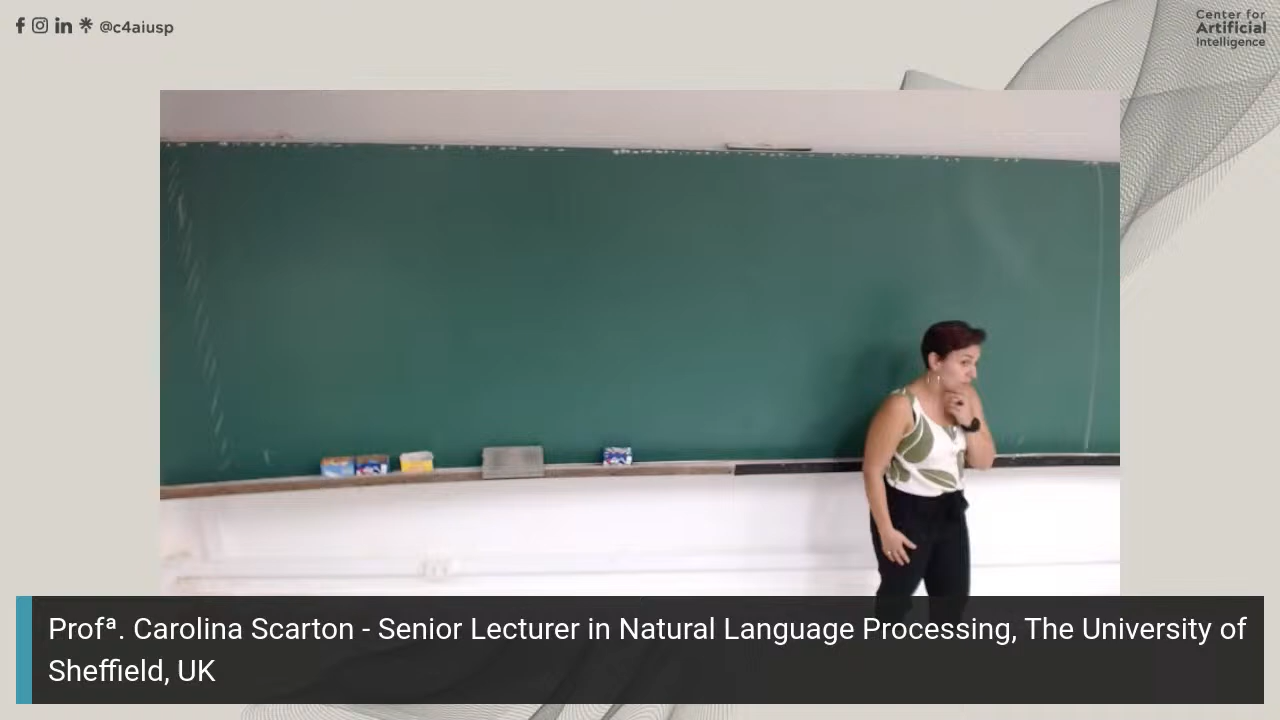 @c4aiusp
Center for
Artificial
Intelligence
Profª. Carolina Scarton - Senior Lecturer in Natural Language Processing, The University of
Sheffield, UK